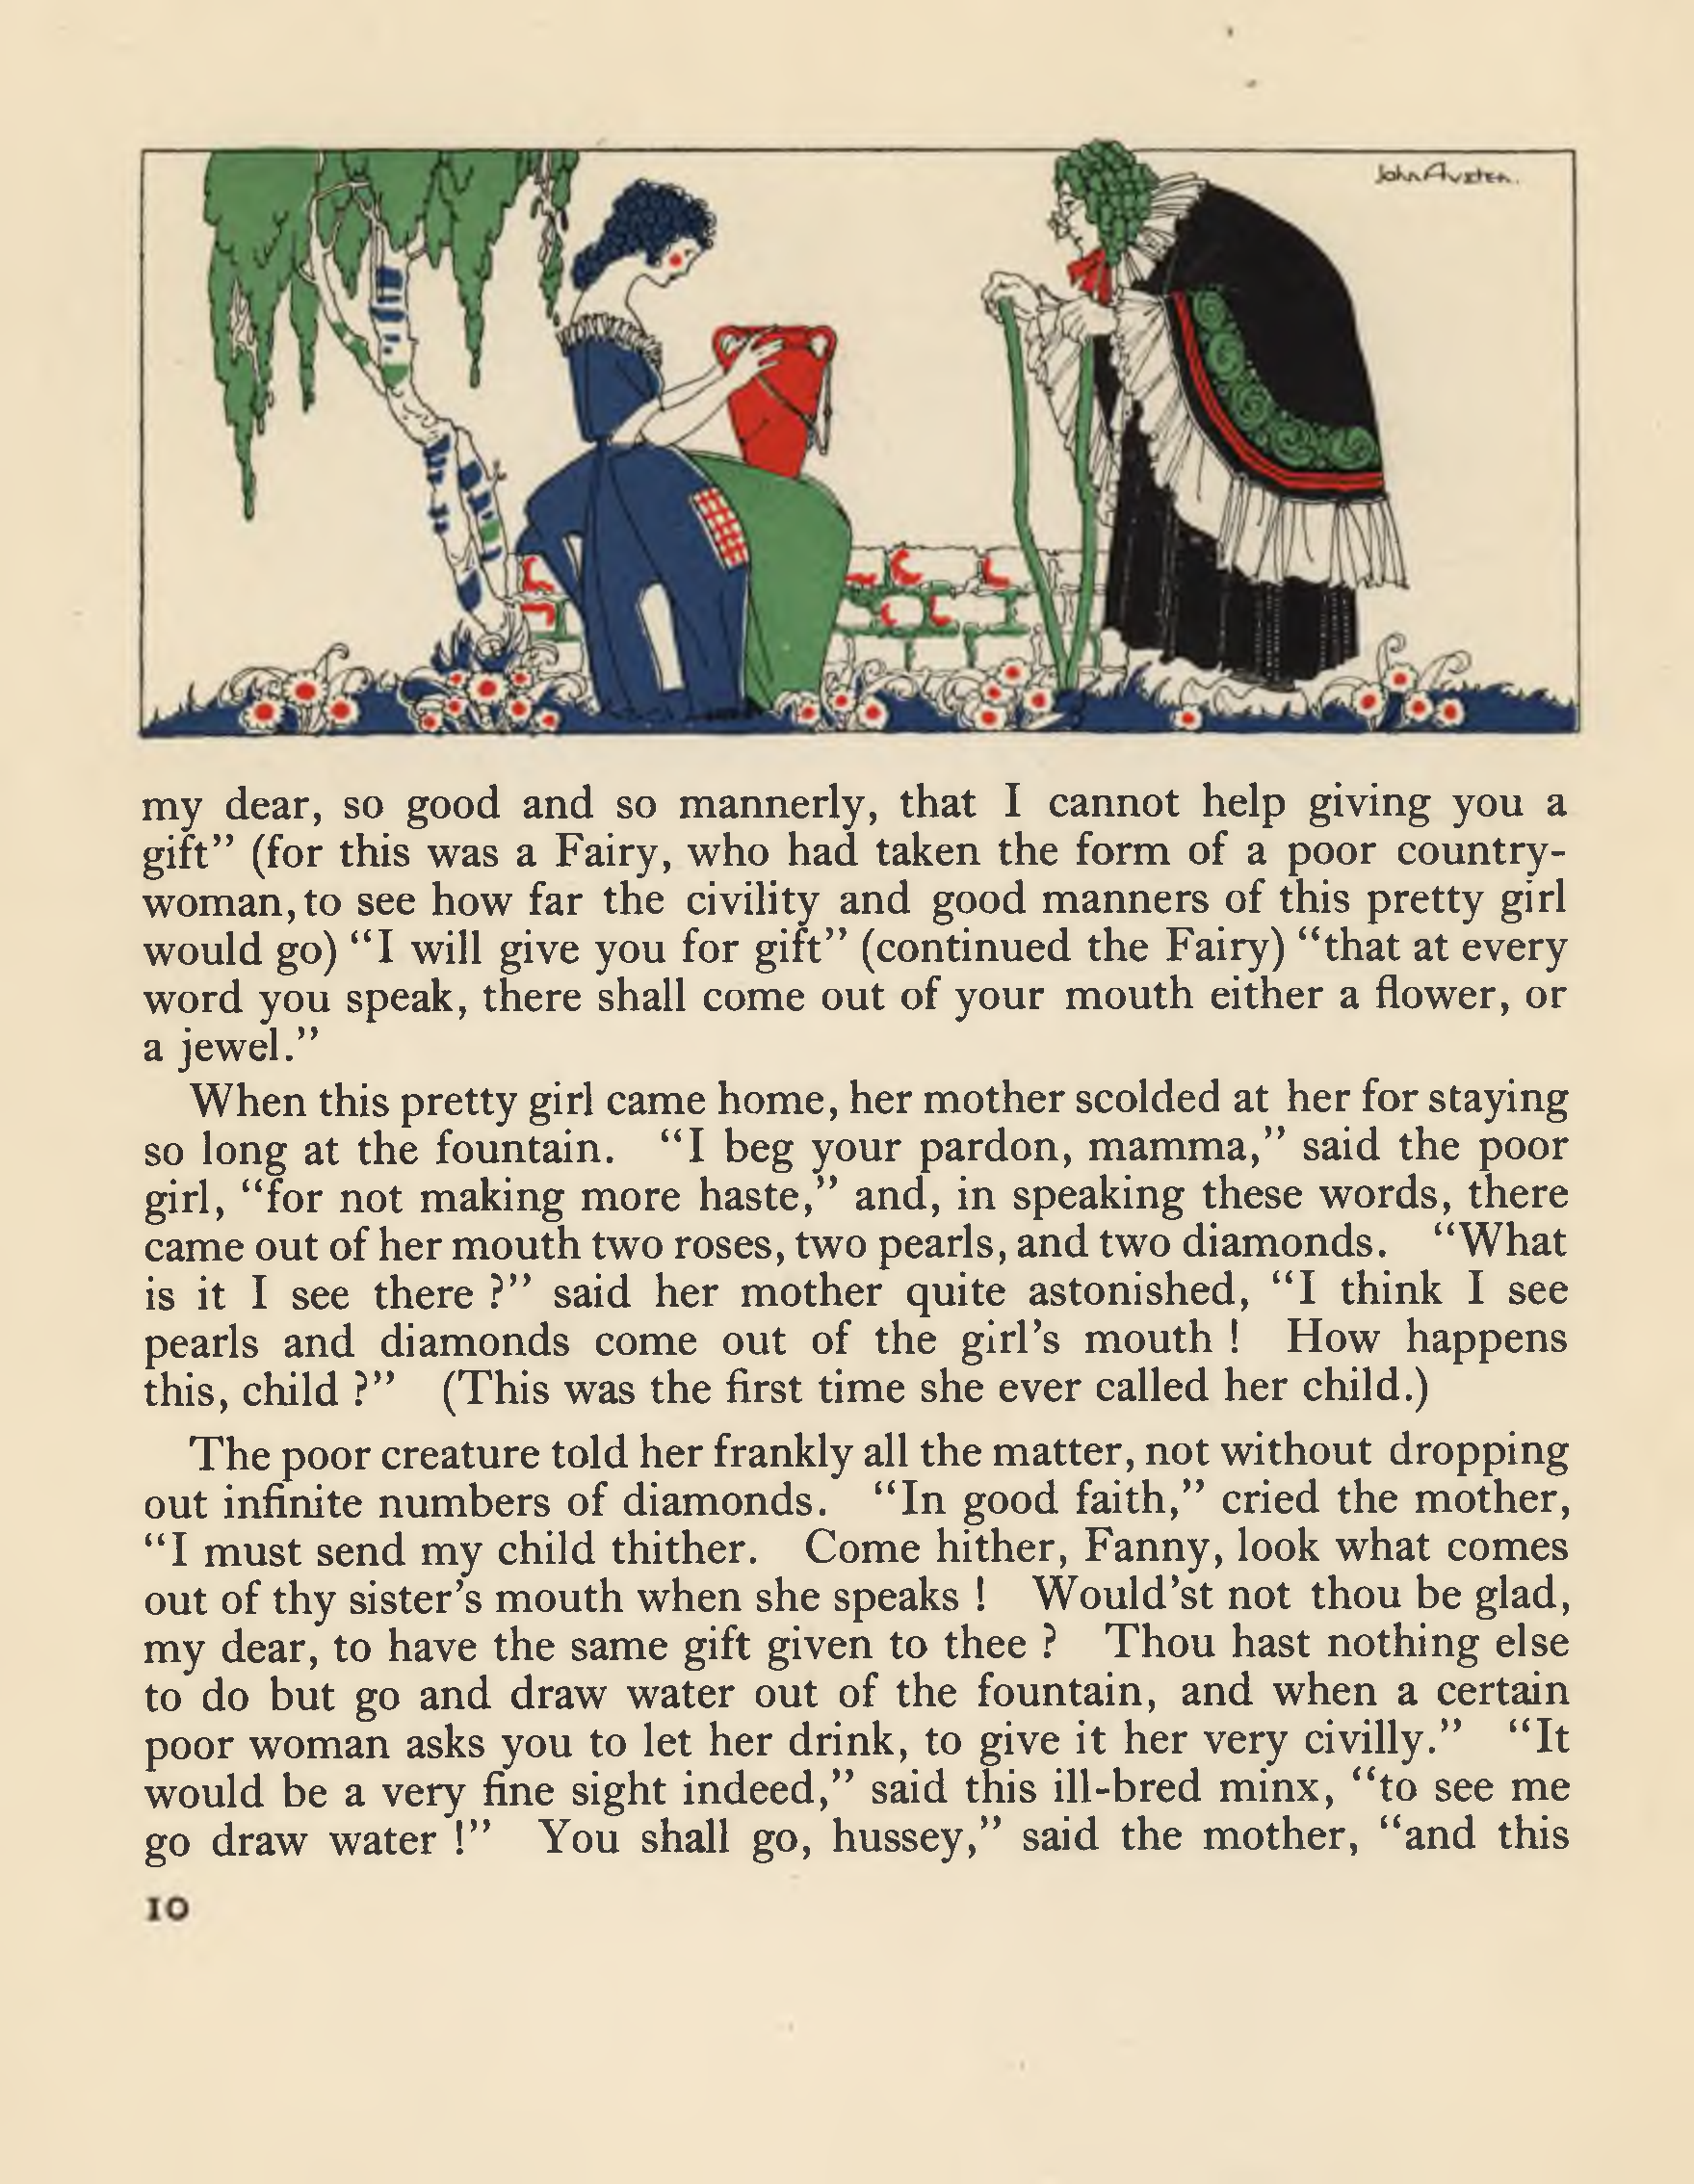 John Austen.
my dear, so good and so mannerly, that I cannot help giving you a
gift” (for this was a Fairy, who had taken the form of a poor country-
woman, to see how far the civility and good manners of this pretty girl
would go) “I will give you for gift” (continued the Fairy) “that at every
word you speak, there shall come out of your mouth either a flower, or
a jewel.”
When this pretty girl came home, her mother scolded at her for staying
so long at the fountain. “I beg your pardon, mamma,” said the poor
girl, “for not making more haste,” and, in speaking these words, there
came out of her mouth two roses, two pearls, and two diamonds. “What
is it I see there ?” said her mother quite astonished, “I think I see
pearls and diamonds come out of the girl’s mouth ! How happens
this, child ?” (This was the first time she ever called her child.)
The poor creature told her frankly all the matter, not without dropping
out infinite numbers of diamonds. “In good faith,” cried the mother,
“I must send my child thither. Come hither, Fanny, look what comes
out of thy sister’s mouth when she speaks ! Would’st not thou be glad,
my dear, to have the same gift given to thee ? Thou hast nothing else
to do but go and draw water out of the fountain, and when a certain
poor woman asks you to let her drink, to give it her very civilly.” “It
would be a very fine sight indeed,” said this ill-bred minx, “to see me
go draw water !” You shall go, hussey,” said the mother, “and this
10